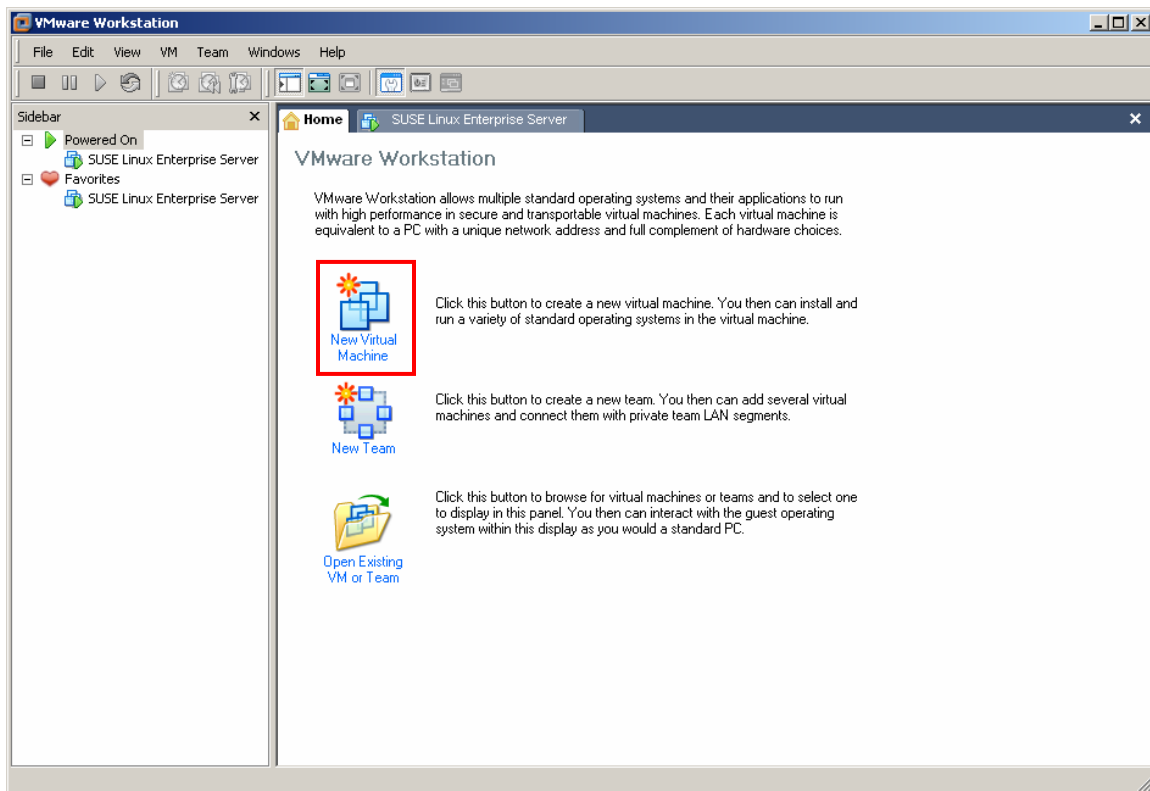 VMware Workstation
File Edit View VM Team Windows Help
Sidebar
Powered On
SUSE Linux Enterprise Server
Favorites
SUSE Linux Enterprise Server
Home SUSE Linux Enterprise Server
VMware Workstation
VMware Workstation allows multiple standard operating systems and their applications to run
with high performance in secure and transportable virtual machines. Each virtual machine is
equivalent to a PC with a unique network address and full complement of hardware choices.
New Virtual
Machine
Click this button to create a new virtual machine. You then can install and
run a variety of standard operating systems in the virtual machine.
New Team
Click this button to create a new team. You then can add several virtual
machines and connect them with private team LAN segments.
Open Existing
VM or Team
Click this button to browse for virtual machines or teams and to select one
to display in this panel. You then can interact with the guest operating
system within this display as you would a standard PC.